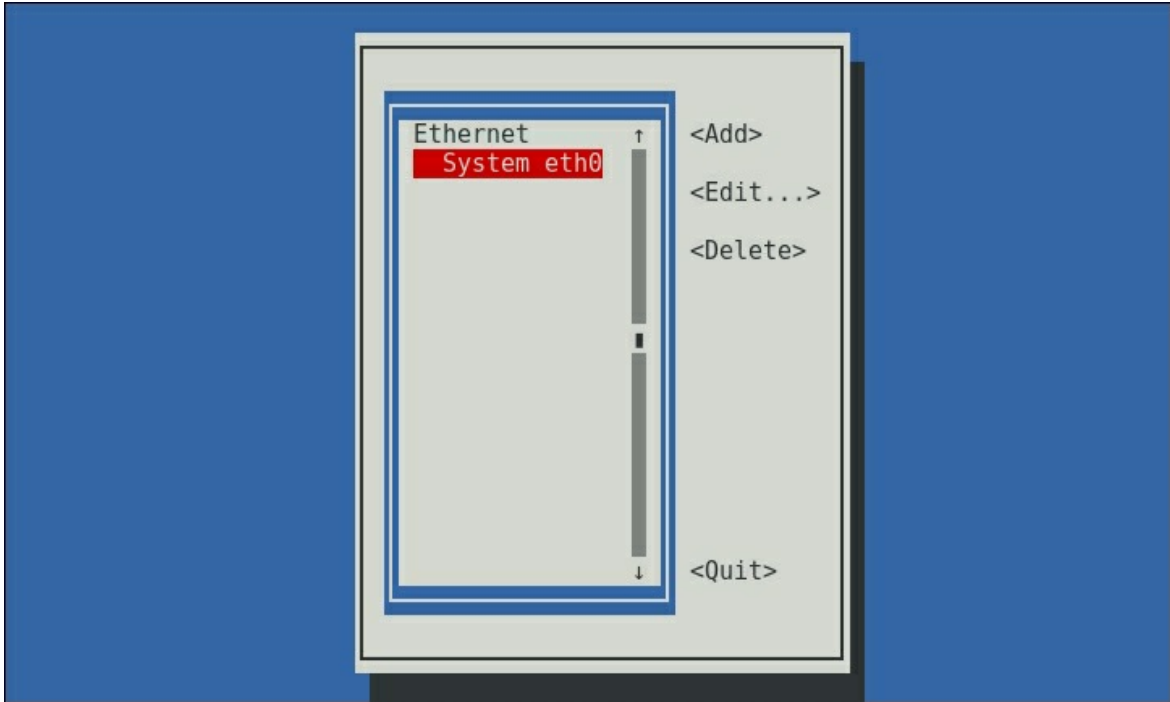 Ethernet ↑ <Add>
System eth0
<Edit...>
<Delete>
↓ <Quit>